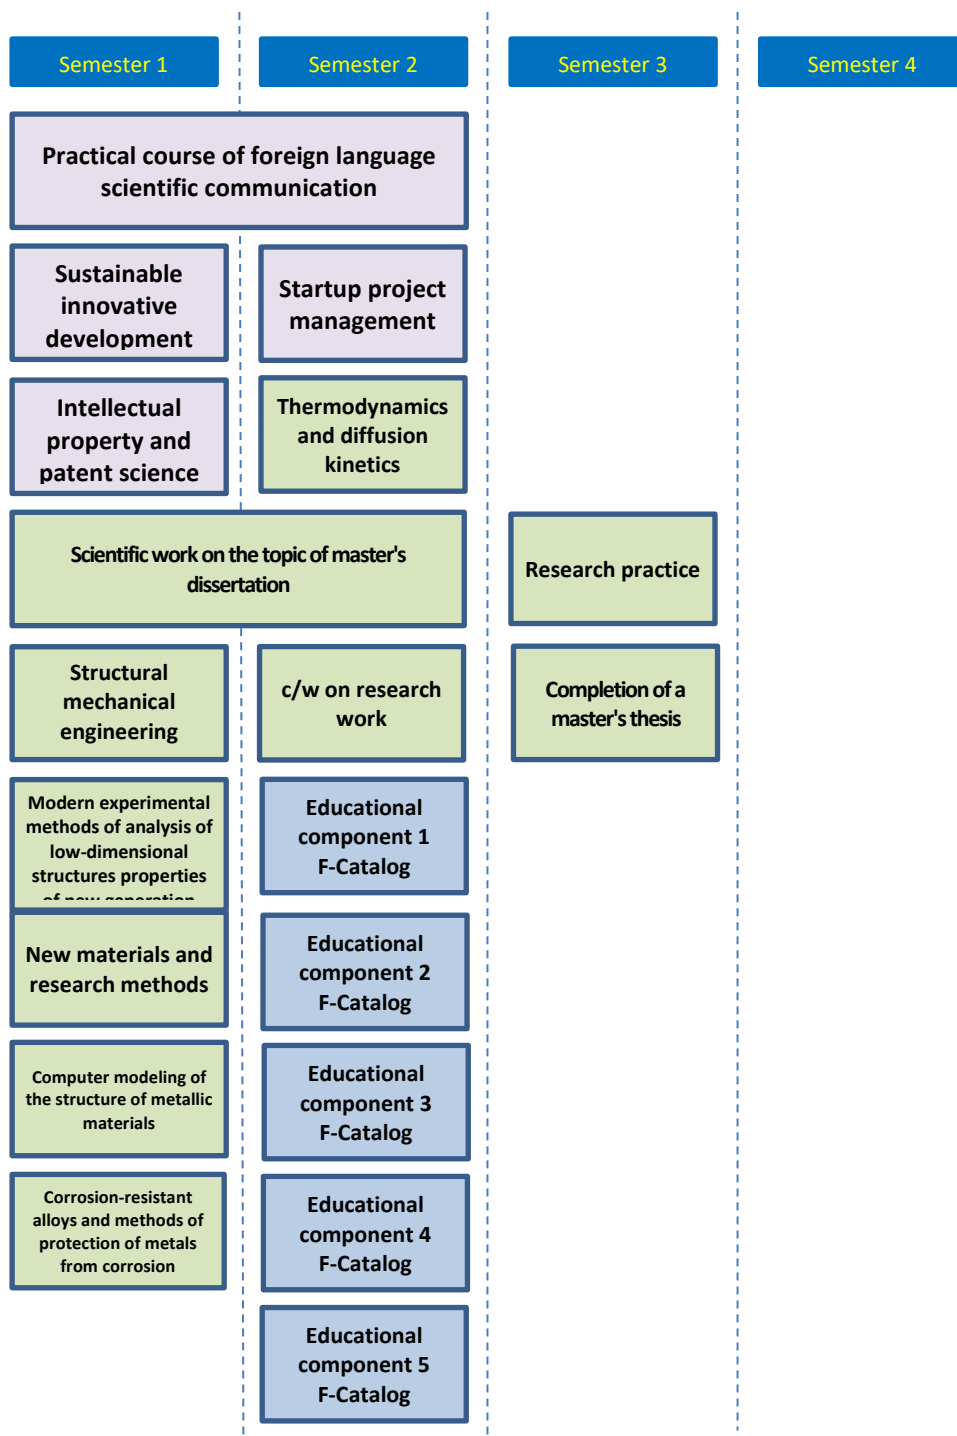 Semester 1
Semester 2
Semester 3
Semester 4
Practical course of foreign language
scientific communication
Sustainable
innovative
development
Startup project
management
Intellectual
property and
patent science
Thermodynamics
and diffusion
kinetics
Scientific work on the topic of master's
dissertation
Research practice
Structural
mechanical
engineering
c/w on research
work
Completion of a
master's thesis
Modern experimental
methods of analysis of
low-dimensional
structures properties
of new generation
Educational
component 1
F-Catalog
New materials and
research methods
Educational
component 2
F-Catalog
Computer modeling of
the structure of metallic
materials
Educational
component 3
F-Catalog
Corrosion-resistant
alloys and methods of
protection of metals
from corrosion
Educational
component 4
F-Catalog
Educational
component 5
F-Catalog